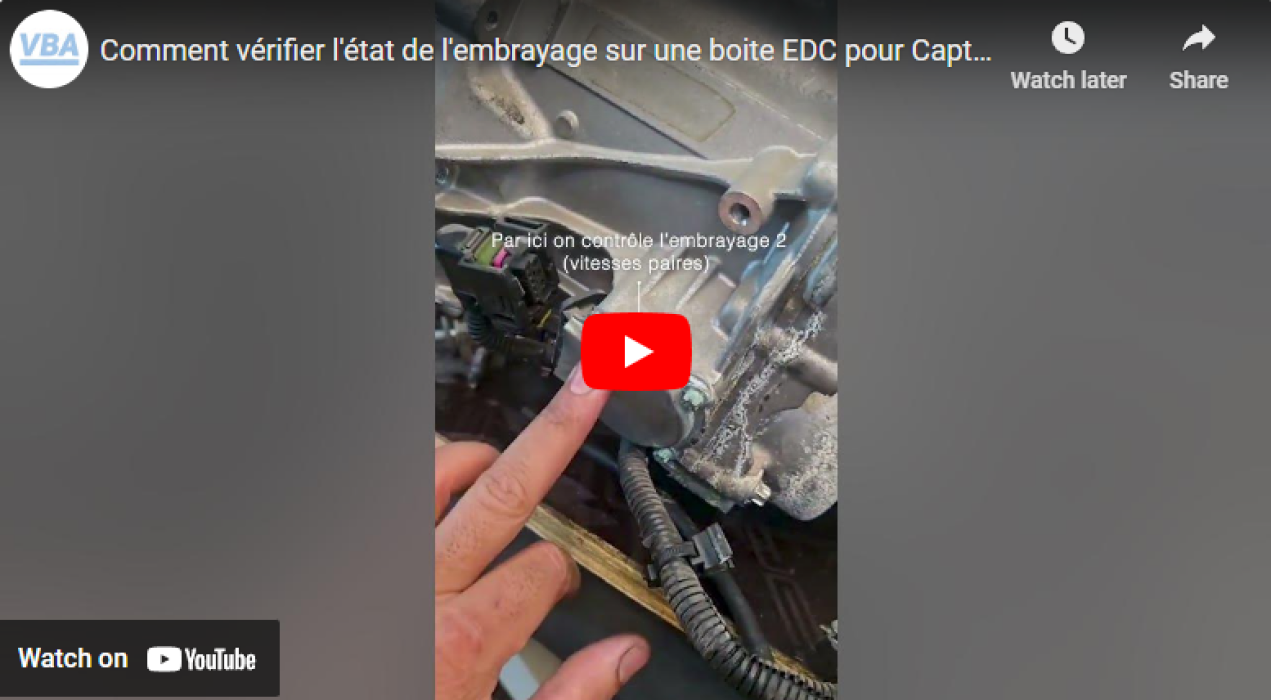 VBA
Comment vérifier l'état de l'embrayage sur une boite EDC pour Capt...
Watch later
Share
Par ici on contrôle l'embrayage 2
(vitesses paires)
Watch on YouTube